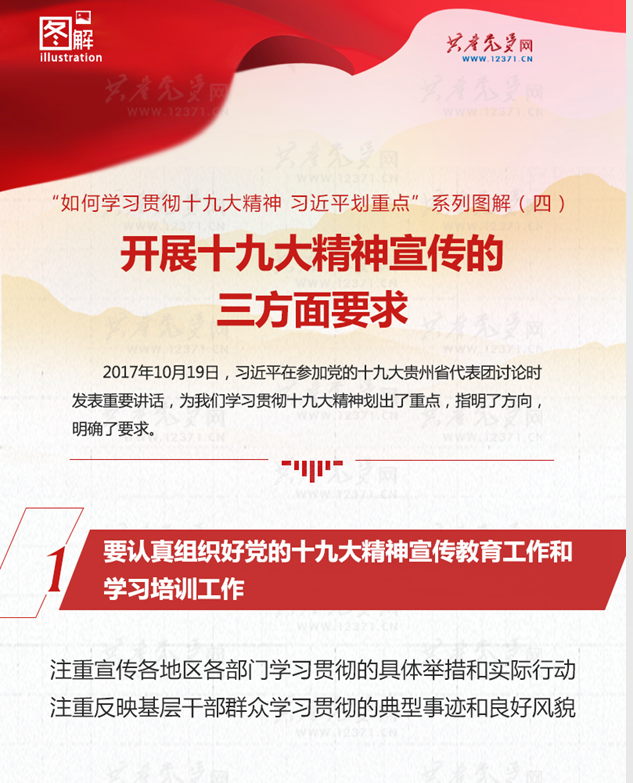 图解
illustration
共产党员网
WWW.12371.CN
“如何学习贯彻十九大精神 习近平划重点”系列图解（四）
开展十九大精神宣传的
三方面要求
2017年10月19日，习近平在参加党的十九大贵州省代表团讨论时
发表重要讲话，为我们学习贯彻十九大精神划出了重点，指明了方向，
明确了要求。
1
要认真组织好党的十九大精神宣传教育工作和
学习培训工作
注重宣传各地区各部门学习贯彻的具体举措和实际行动
注重反映基层干部群众学习贯彻的典型事迹和良好风貌